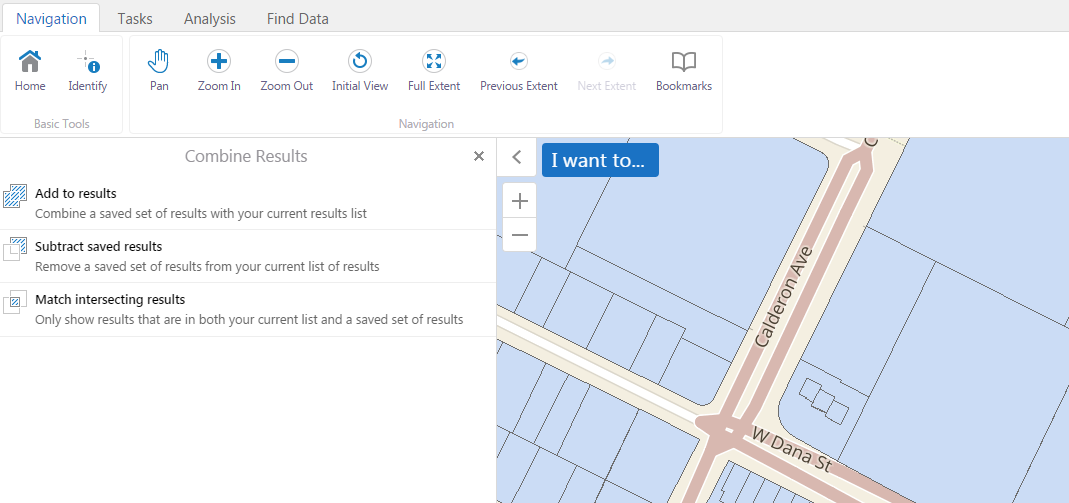 Navigation Tasks Analysis Find Data
Home Identify Pan Zoom In Zoom Out Initial View Full Extent Previous Extent Next Extent Bookmarks
Basic Tools Navigation
Combine Results
I want to...
Add to results
Combine a saved set of results with your current results list
Subtract saved results
Remove a saved set of results from your current list of results
Match intersecting results
Only show results that are in both your current list and a saved set of results
C
Calderon Ave
W Dana St